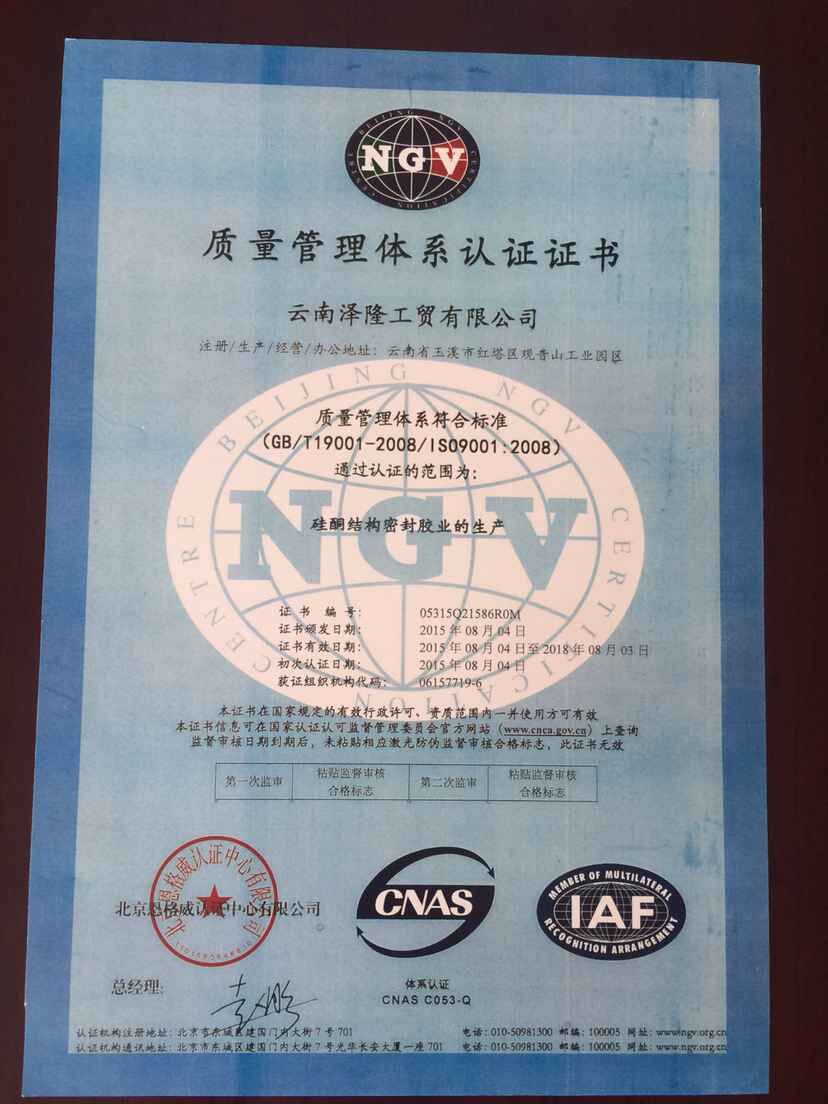 BEIJING NGV CERTIFICATION CENTRE
NGV
质量管理体系认证证书
云南泽隆工贸有限公司
注册/生产/经营/办公地址：云南省玉溪市红塔区观音山工业园区
BEIJING NGV CERTIFICAITION CENTRE
质量管理体系符合标准
（GB/T19001-2008/ISO9001:2008）
通过认证的范围为：
NGV
硅酮结构密封胶业的生产
证书编号： 05315Q21586R0M
证书颁发日期： 2015年08月04日
证书有效日期： 2015年08月04日至2018年08月03日
初次认证日期： 2015年08月04日
获证组织机构代码： 06157719-6
本证书在国家规定的有效行政许可、资质范围内一并使用方可有效
本证书信息可在国家认证认可监督管理委员会官方网站（www.cnca.gov.cn）上查询
监督审核日期到期后，未粘贴相应激光防伪监督审核合格标志，此证书无效
第一次监审 粘贴监督审核合格标志 第二次监审 粘贴监督审核合格标志
北京恩格威认证中心有限公司
北京恩格威认证中心有限公司
CNAS
MEMBER OF MULTILATERAL
IAF
RECOGNITION ARRANGEMENT
总经理：
体系认证
CNAS C053-Q
认证机构注册地址：北京市东城区建国门内大街7号701 电话：010-50981300 邮编：100005 网址：www.ngv.org.cn
认证机构通讯地址：北京市东城区建国门内大街7号光华长安大厦一座701 电话：010-50981300 邮编：100005 网址：www.ngv.org.cn